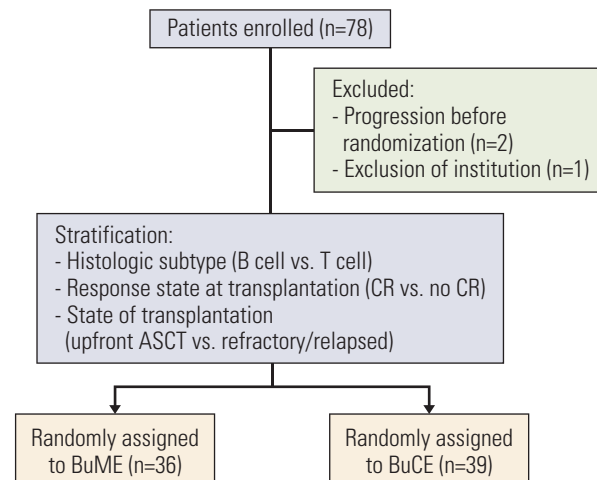 Patients enrolled (n=78)
Excluded:
- Progression before
randomization (n=2)
- Exclusion of institution (n=1)
Stratification:
- Histologic subtype (B cell vs. T cell)
- Response state at transplantation (CR vs. no CR)
- State of transplantation
(upfront ASCT vs. refractory/relapsed)
Randomly assigned
to BuME (n=36)
Randomly assigned
to BuCE (n=39)